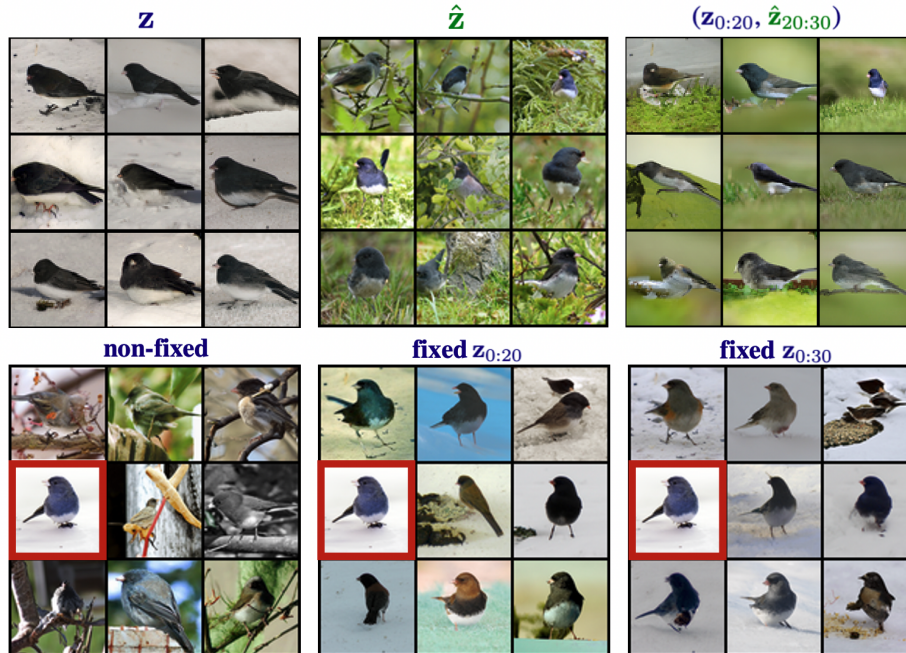 z
ẑ
(z₀:₂₀, ẑ₂₀:₃₀)
non-fixed
fixed z₀:₂₀
fixed z₀:₃₀